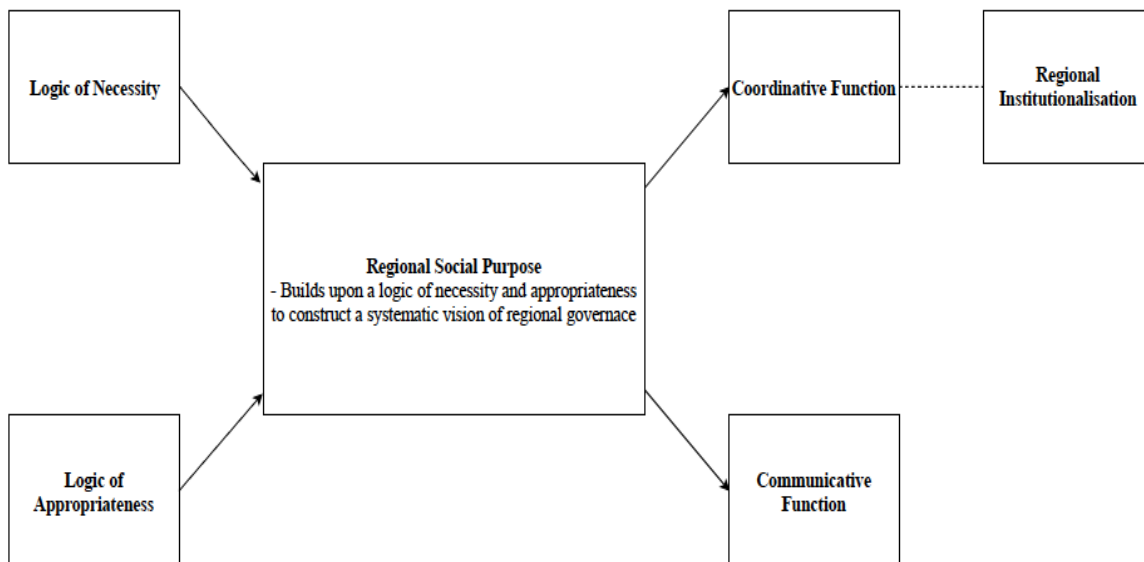 Logic of Necessity
Coordinative Function
Regional
Institutionalisation
Regional Social Purpose
- Builds upon a logic of necessity and appropriateness
to construct a systematic vision of regional governace
Logic of
Appropriateness
Communicative
Function